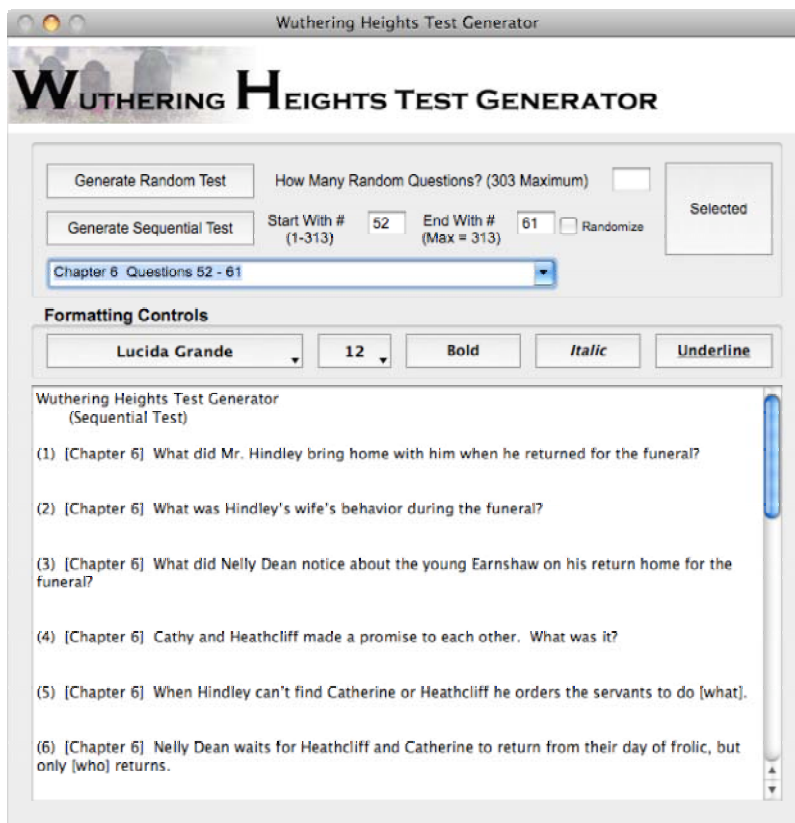 Wuthering Heights Test Generator
WUTHERING HEIGHTS TEST GENERATOR
Generate Random Test
How Many Random Questions? (303 Maximum)
Selected
Generate Sequential Test
Start With #
(1-313)
52
End With #
(Max = 313)
61
Randomize
Chapter 6 Questions 52 - 61
Formatting Controls
Lucida Grande
12
Bold
Italic
Underline
Wuthering Heights Test Generator
(Sequential Test)
(1) [Chapter 6] What did Mr. Hindley bring home with him when he returned for the funeral?
(2) [Chapter 6] What was Hindley's wife's behavior during the funeral?
(3) [Chapter 6] What did Nelly Dean notice about the young Earnshaw on his return home for the
funeral?
(4) [Chapter 6] Cathy and Heathcliff made a promise to each other. What was it?
(5) [Chapter 6] When Hindley can't find Catherine or Heathcliff he orders the servants to do [what].
(6) [Chapter 6] Nelly Dean waits for Heathcliff and Catherine to return from their day of frolic, but
only [who] returns.